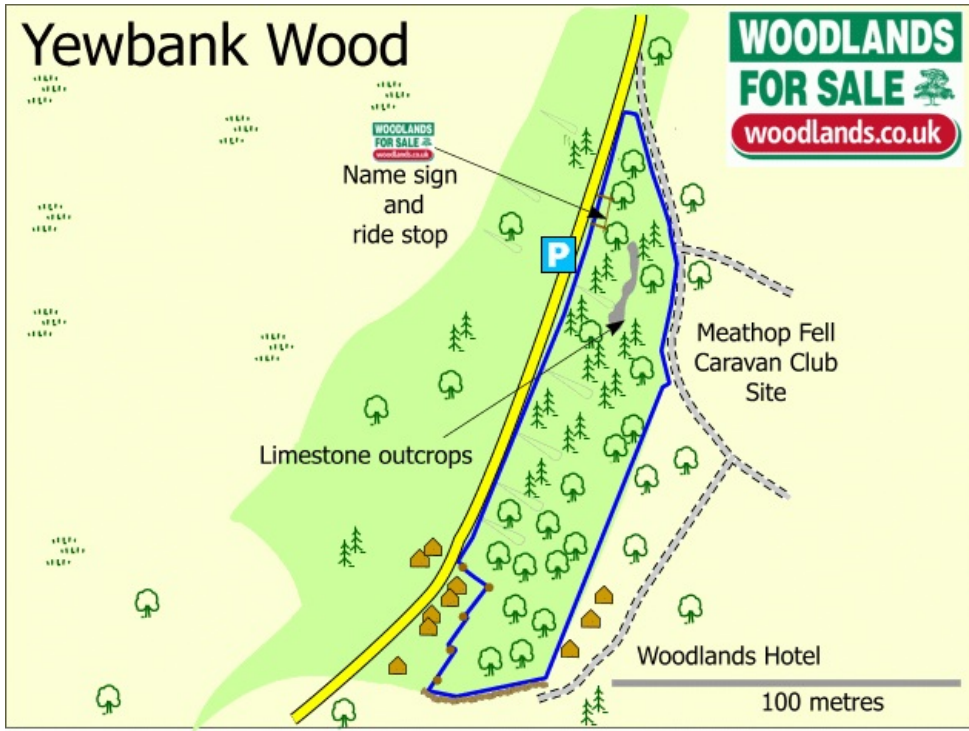 Yewbank Wood
WOODLANDS
FOR SALE
woodlands.co.uk
WOODLANDS
FOR SALE
woodlands.co.uk
Name sign
and
ride stop
P
Meathop Fell
Caravan Club
Site
Limestone outcrops
Woodlands Hotel
100 metres